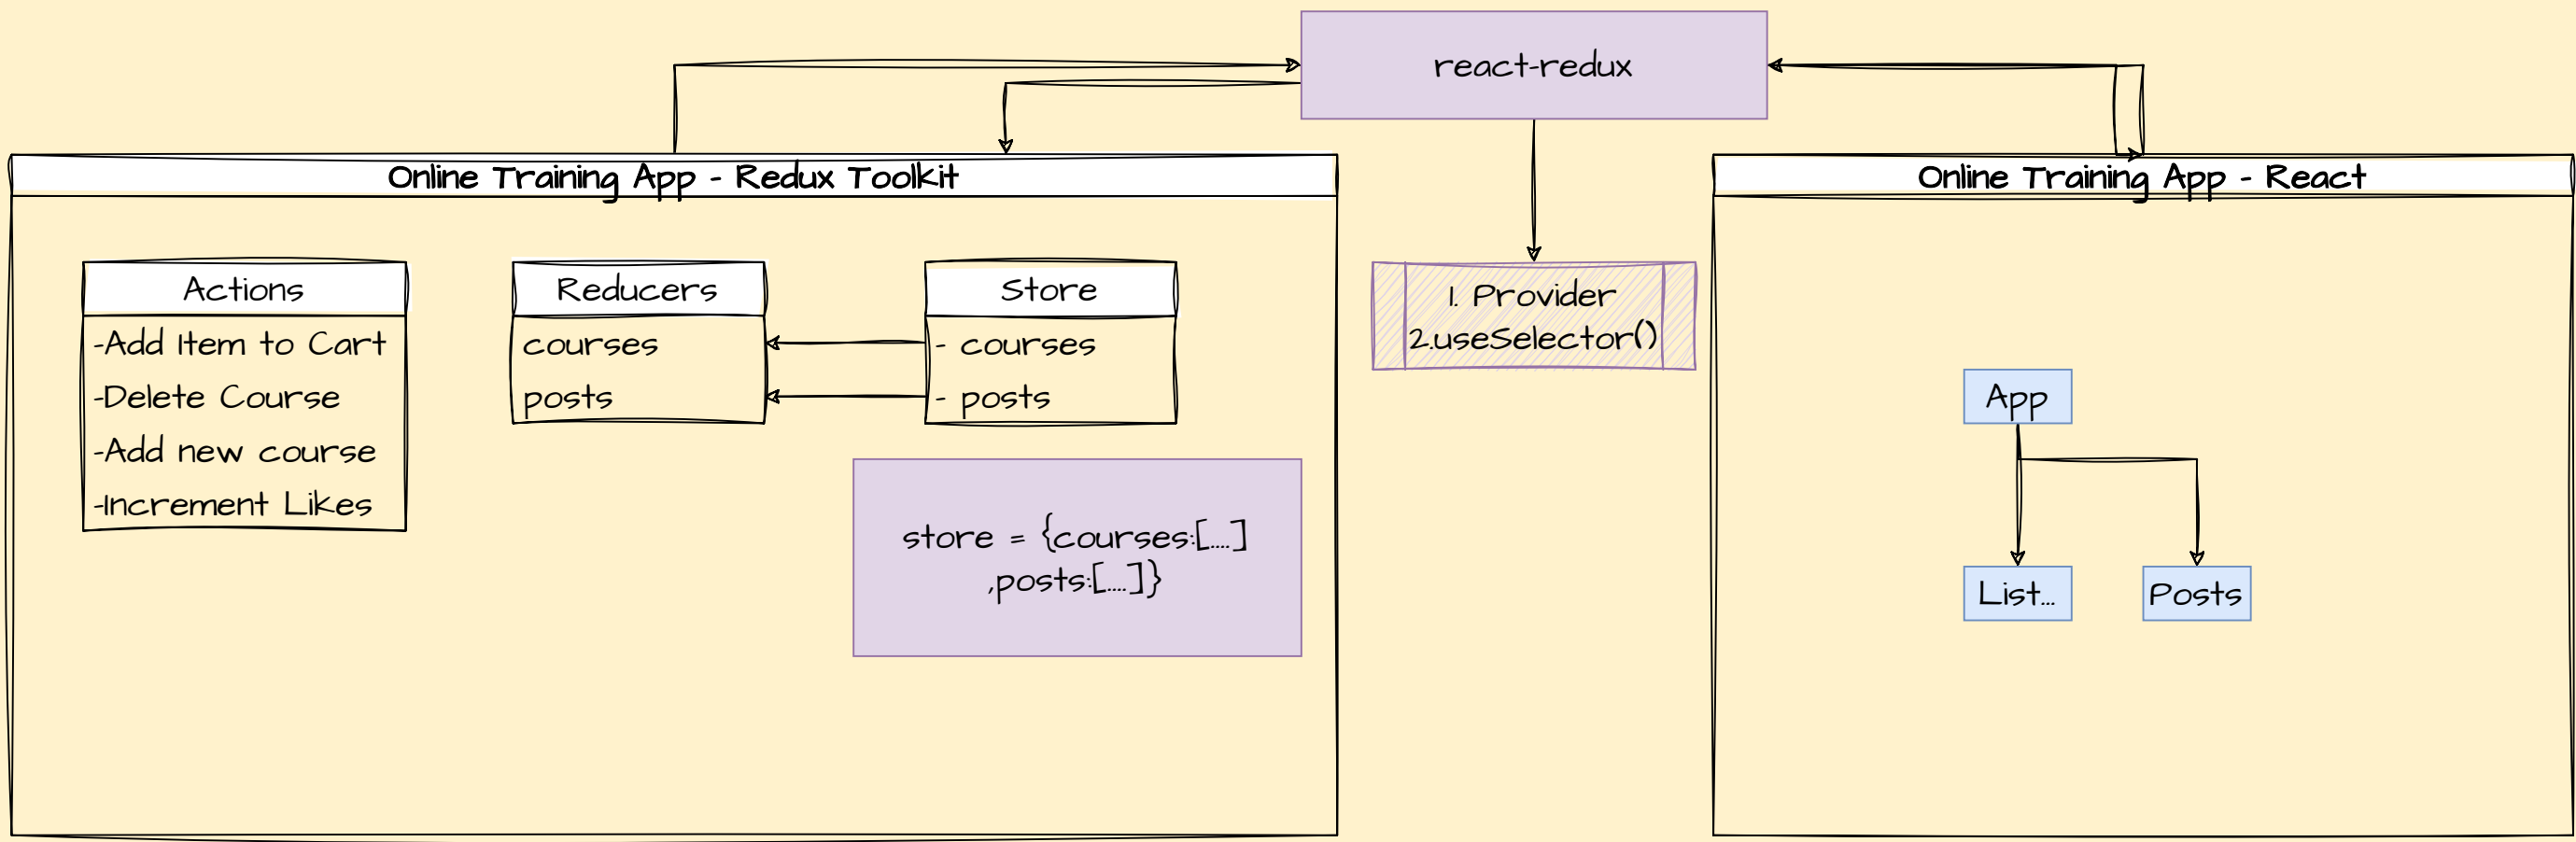 react-redux
Online Training App - Redux Toolkit
Online Training App - React
Actions
-Add Item to Cart
-Delete Course
-Add new course
-Increment Likes
Reducers
courses
posts
Store
- courses
- posts
store = {courses:[....]
,posts:[....]}
1. Provider
2.useSelector()
App
List...
Posts